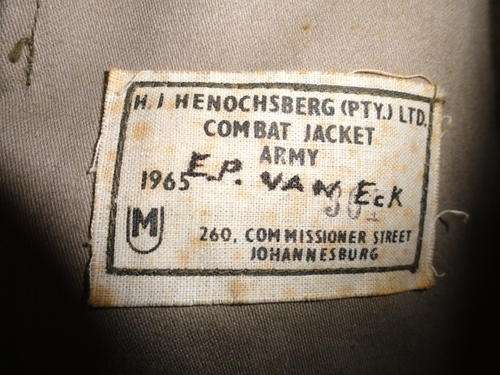 H. J HENOCHSBERG (PTY.) LTD.
COMBAT JACKET
ARMY
1965 E.P. VAN EcK
M
260, COMMISSIONER STREET
JOHANNESBURG